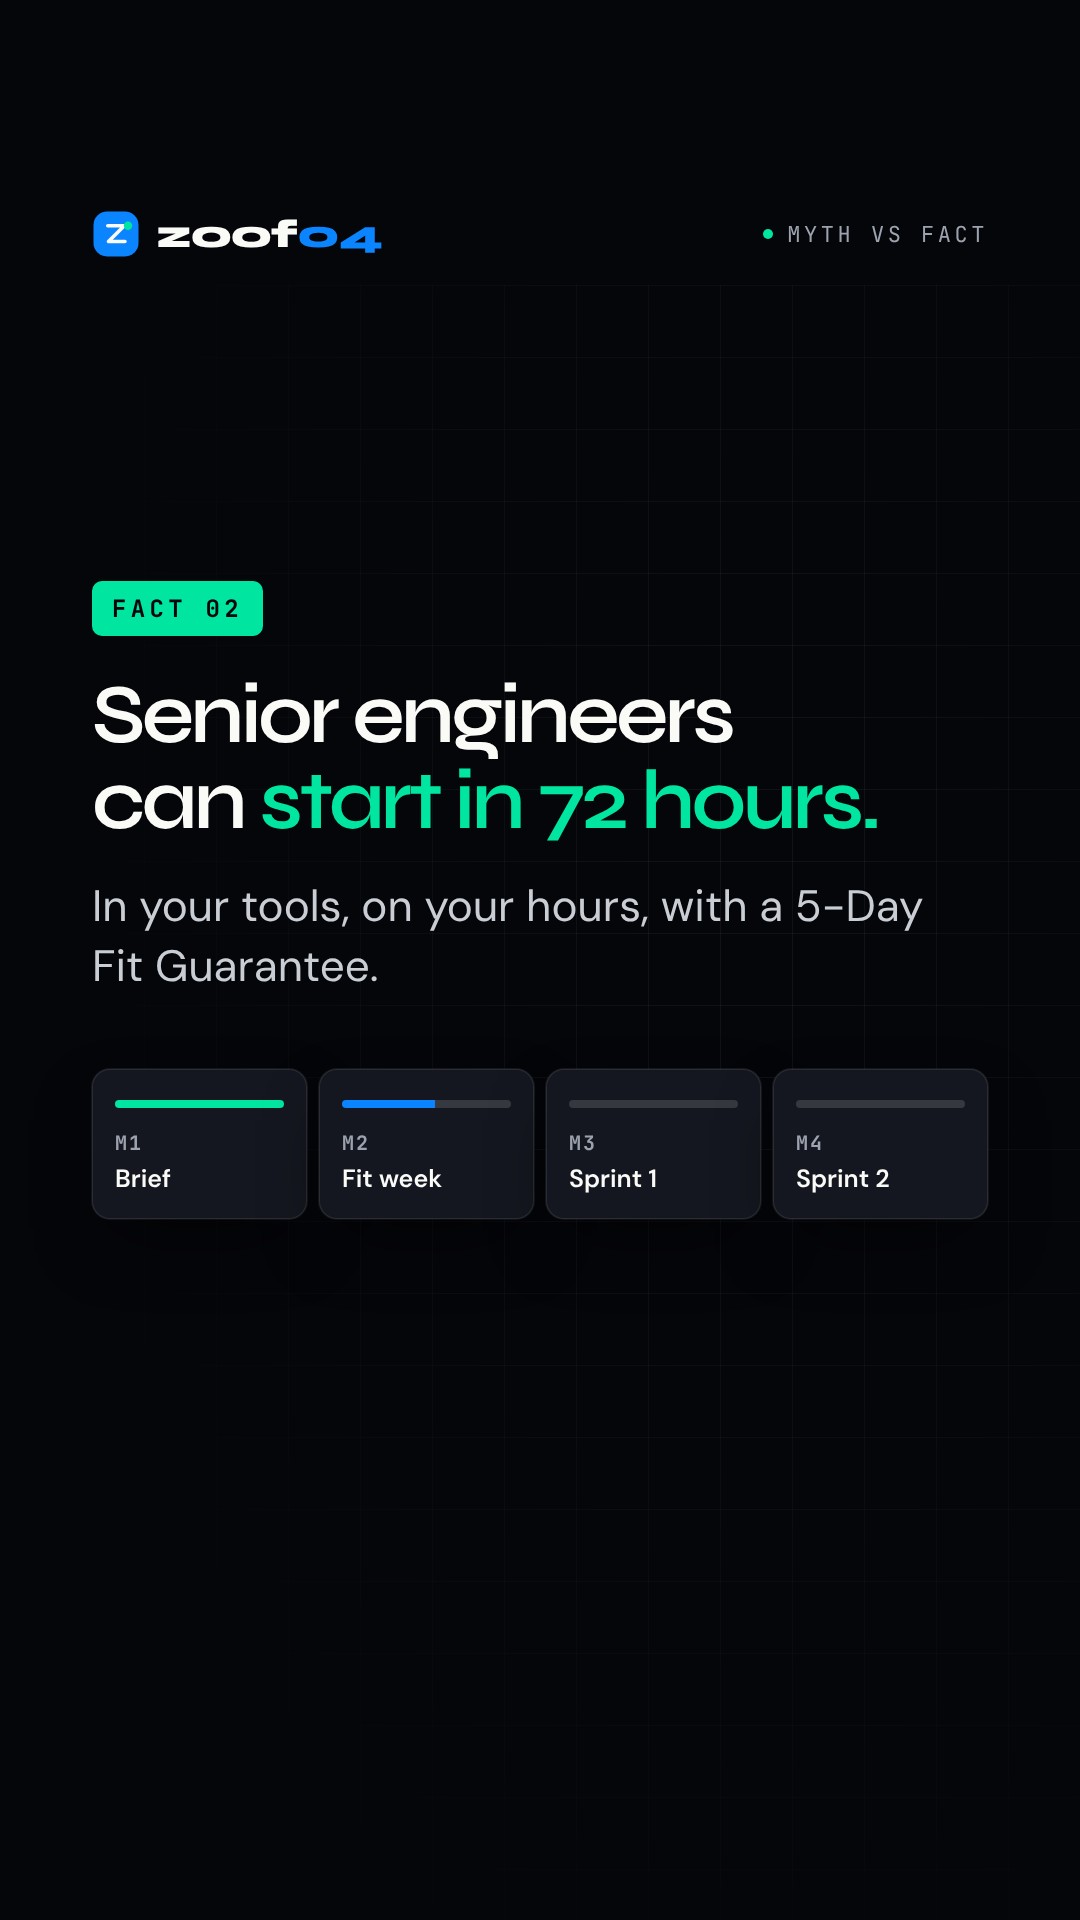 Z zoof04
MYTH VS FACT
FACT 02
Senior engineers
can start in 72 hours.
In your tools, on your hours, with a 5-Day
Fit Guarantee.
M1
Brief
M2
Fit week
M3
Sprint 1
M4
Sprint 2